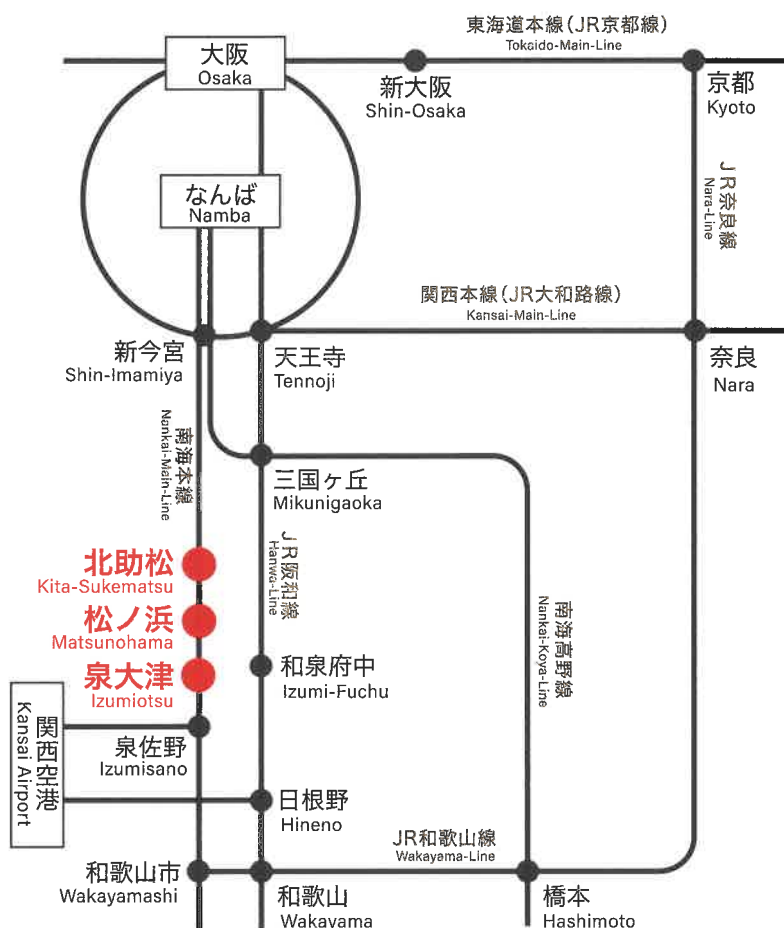 東海道本線（JR京都線）
Tokaido-Main-Line
大阪
Osaka
新大阪
Shin-Osaka
京都
Kyoto
なんば
Namba
JR奈良線
Nara-Line
関西本線（JR大和路線）
Kansai-Main-Line
新今宮
Shin-Imamiya
天王寺
Tennoji
奈良
Nara
南海本線
Nankai-Main-Line
三国ヶ丘
Mikunigaoka
JR阪和線
Hanwa-Line
北助松
Kita-Sukematsu
松ノ浜
Matsunohama
南海高野線
Nankai-Koya-Line
泉大津
Izumiotsu
和泉府中
Izumi-Fuchu
関西空港
Kansai Airport
泉佐野
Izumisano
日根野
Hineno
JR和歌山線
Wakayama-Line
和歌山市
Wakayamashi
和歌山
Wakayama
橋本
Hashimoto